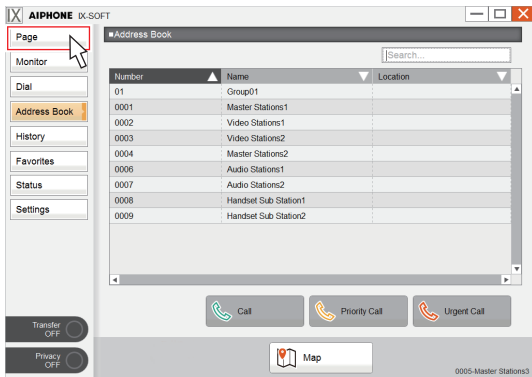 IX AIPHONE IX-SOFT
Page
Monitor
Dial
Address Book
History
Favorites
Status
Settings
Transfer
OFF
Privacy
OFF
■Address Book
Search...
Number Name Location
01 Group01
0001 Master Stations1
0002 Video Stations1
0003 Video Stations2
0004 Master Stations2
0006 Audio Stations1
0007 Audio Stations2
0008 Handset Sub Station1
0009 Handset Sub Station2
Call Priority Call Urgent Call
Map
0005-Master Stations3